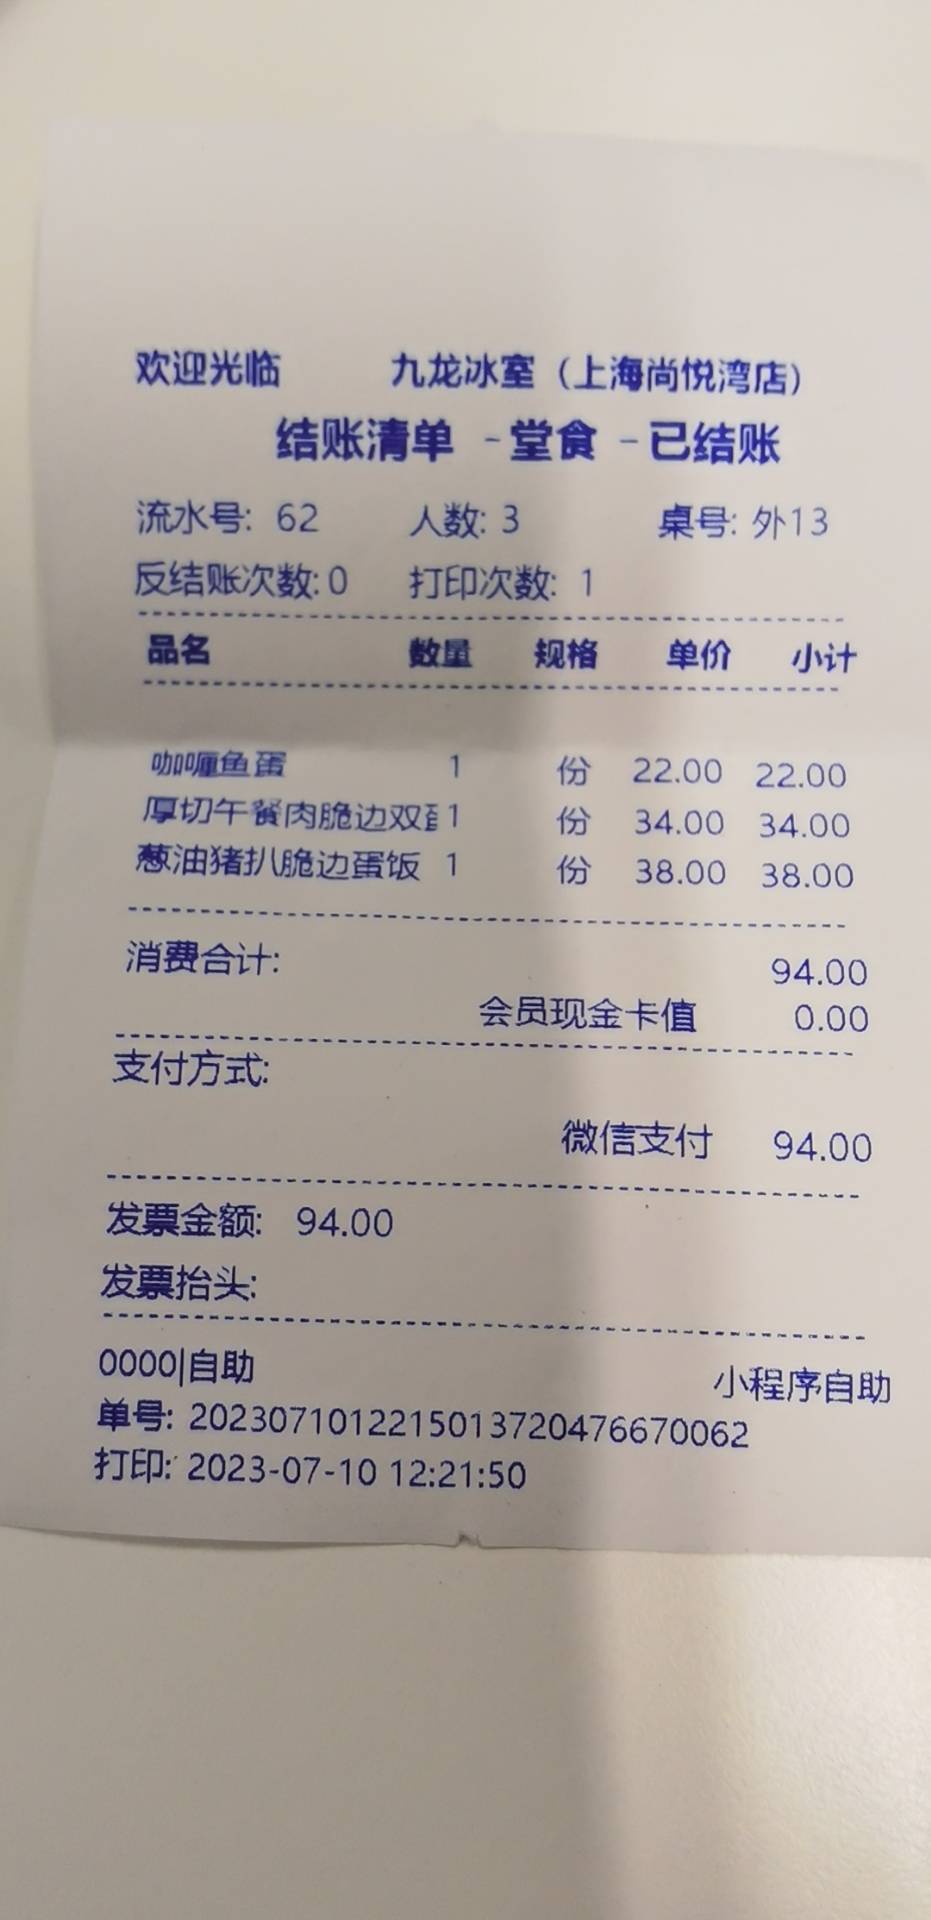 欢迎光临 九龙冰室（上海尚悦湾店）
结账清单 -堂食 -已结账
流水号: 62 人数: 3 桌号: 外13
反结账次数: 0 打印次数: 1
品名 数量 规格 单价 小计
咖喱鱼蛋 1 份 22.00 22.00
厚切午餐肉脆边双 1 份 34.00 34.00
葱油猪扒脆边蛋饭 1 份 38.00 38.00
消费合计: 94.00
会员现金卡值 0.00
支付方式:
微信支付 94.00
发票金额: 94.00
发票抬头:
0000|自助 小程序自助
单号: 2023071012215013720476670062
打印: 2023-07-10 12:21:50